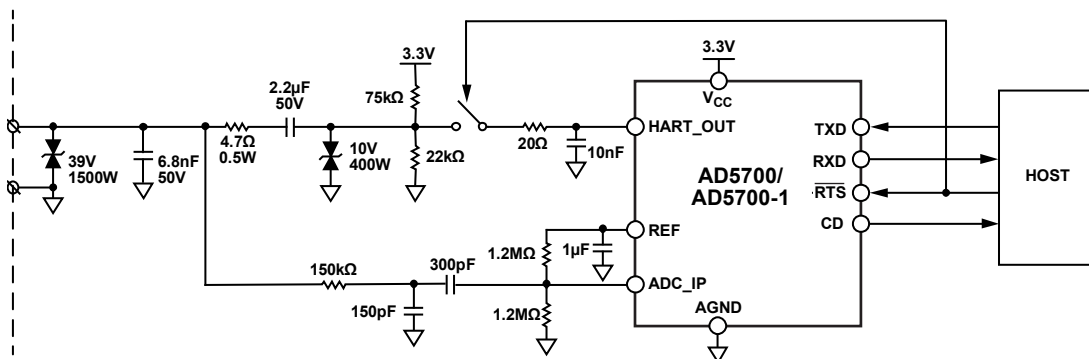 3.3V
3.3V
2.2µF
50V
75kΩ
V_CC
HART_OUT
TXD
4.7Ω
0.5W
20Ω
39V
1500W
6.8nF
50V
10V
400W
22kΩ
10nF
RXD
AD5700/
AD5700-1
HOST
RTS
CD
REF
1.2MΩ
1µF
150kΩ
300pF
ADC_IP
150pF
1.2MΩ
AGND